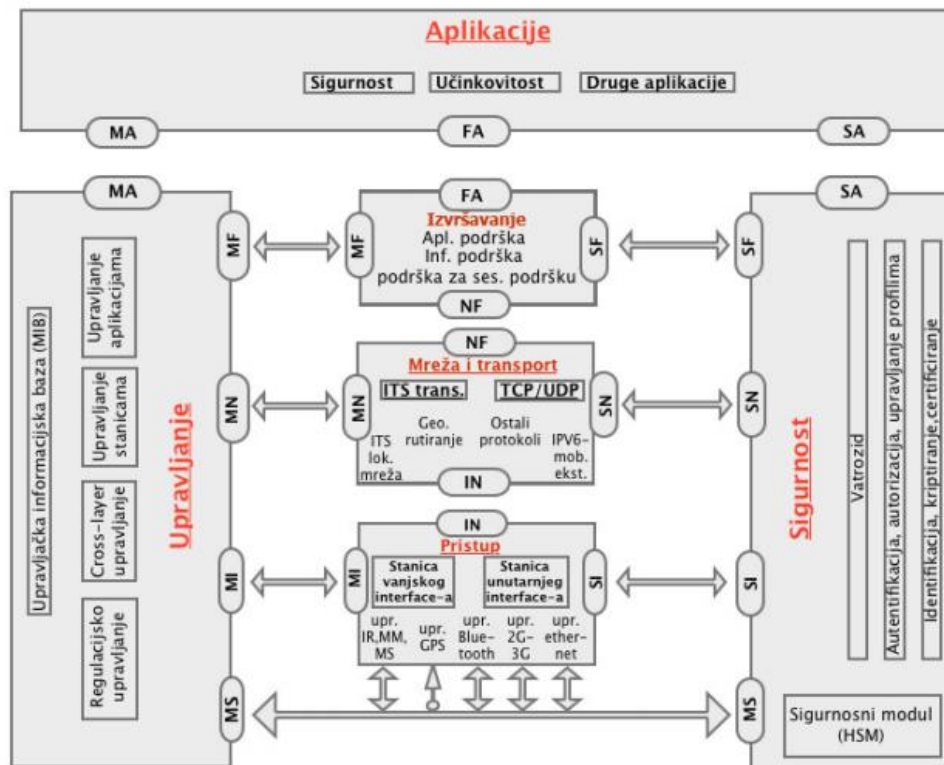 Aplikacije
Sigurnost
Učinkovitost
Druge aplikacije
MA
FA
SA
MA
FA
SA
Upravljačka informacijska baza (MIB)
Upravljanje
aplikacijama
Upravljanje
stanicama
Cross-layer
upravljanje
Regulacijsko
upravljanje
Upravljanje
MF
MN
MI
MS
MF
Izvršavanje
Apl. podrška
Inf. podrška
podrška za ses. podršku
SF
NF
NF
Mreža i transport
ITS trans.
TCP/UDP
MN
SN
Geo.
rutiranje
Ostali
protokoli
ITS
lok.
mreža
IPV6-
mob.
ekst.
IN
IN
Pristup
MI
SI
Stanica
vanjskog
interface-a
Stanica
unutarnjeg
interface-a
upr.
IR,MM,
MS
upr.
GPS
upr.
Blue-
tooth
upr.
2G-
3G
upr.
ether-
net
SF
SN
SI
MS
Sigurnost
Vatrozid
Autentifikacija, autorizacija, upravljanje profilima
Identifikacija, kriptiranje,certificiranje
Sigurnosni modul
(HSM)